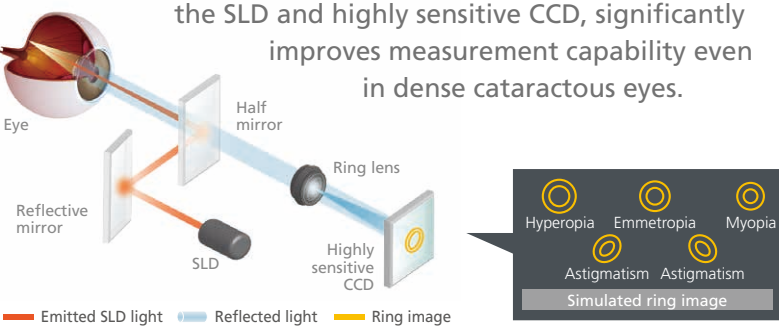 the SLD and highly sensitive CCD, significantly
improves measurement capability even
in dense cataractous eyes.
Eye
Half
mirror
Ring lens
Reflective
mirror
SLD
Highly
sensitive
CCD
Hyperopia Emmetropia Myopia
Astigmatism Astigmatism
Simulated ring image
Emitted SLD light Reflected light Ring image